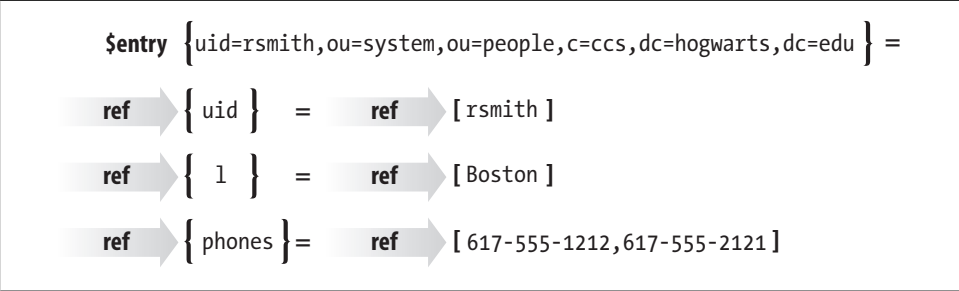 $entry {uid=rsmith,ou=system,ou=people,c=ccs,dc=hogwarts,dc=edu } =
ref { uid } = ref [ rsmith ]
ref { l } = ref [ Boston ]
ref { phones } = ref [ 617-555-1212,617-555-2121 ]